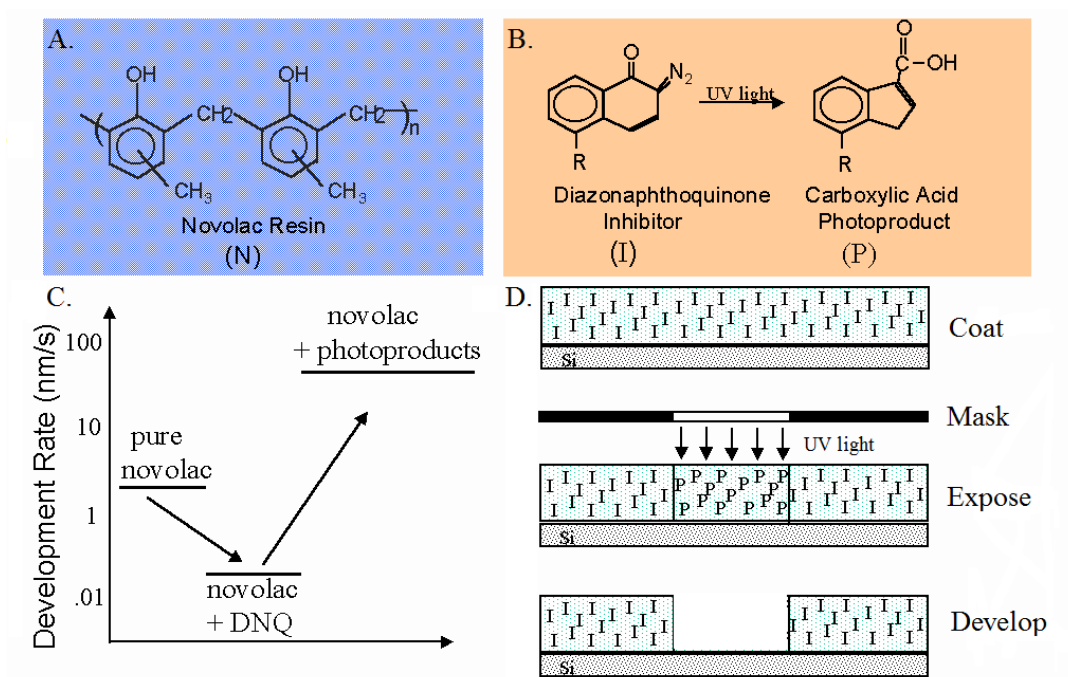 A.
OH
OH
CH2
CH2
n
CH3
CH3
Novolac Resin
(N)
B.
O
N2
UV light
R
Diazonaphthoquinone
Inhibitor
(I)
O
C-OH
R
Carboxylic Acid
Photoproduct
(P)
C.
Development Rate (nm/s)
100
10
1
.01
pure
novolac
novolac
+ DNQ
novolac
+ photoproducts
D.
I I I I I I I I I
I I I I I I I I
I I I I I I I I
Si
Coat
Mask
UV light
I I I P P P P I I I
I I I P P P P I I I
I I I P P P I I I
Si
Expose
I I I I I I
I I I I I I
I I I I I I
Si
Develop